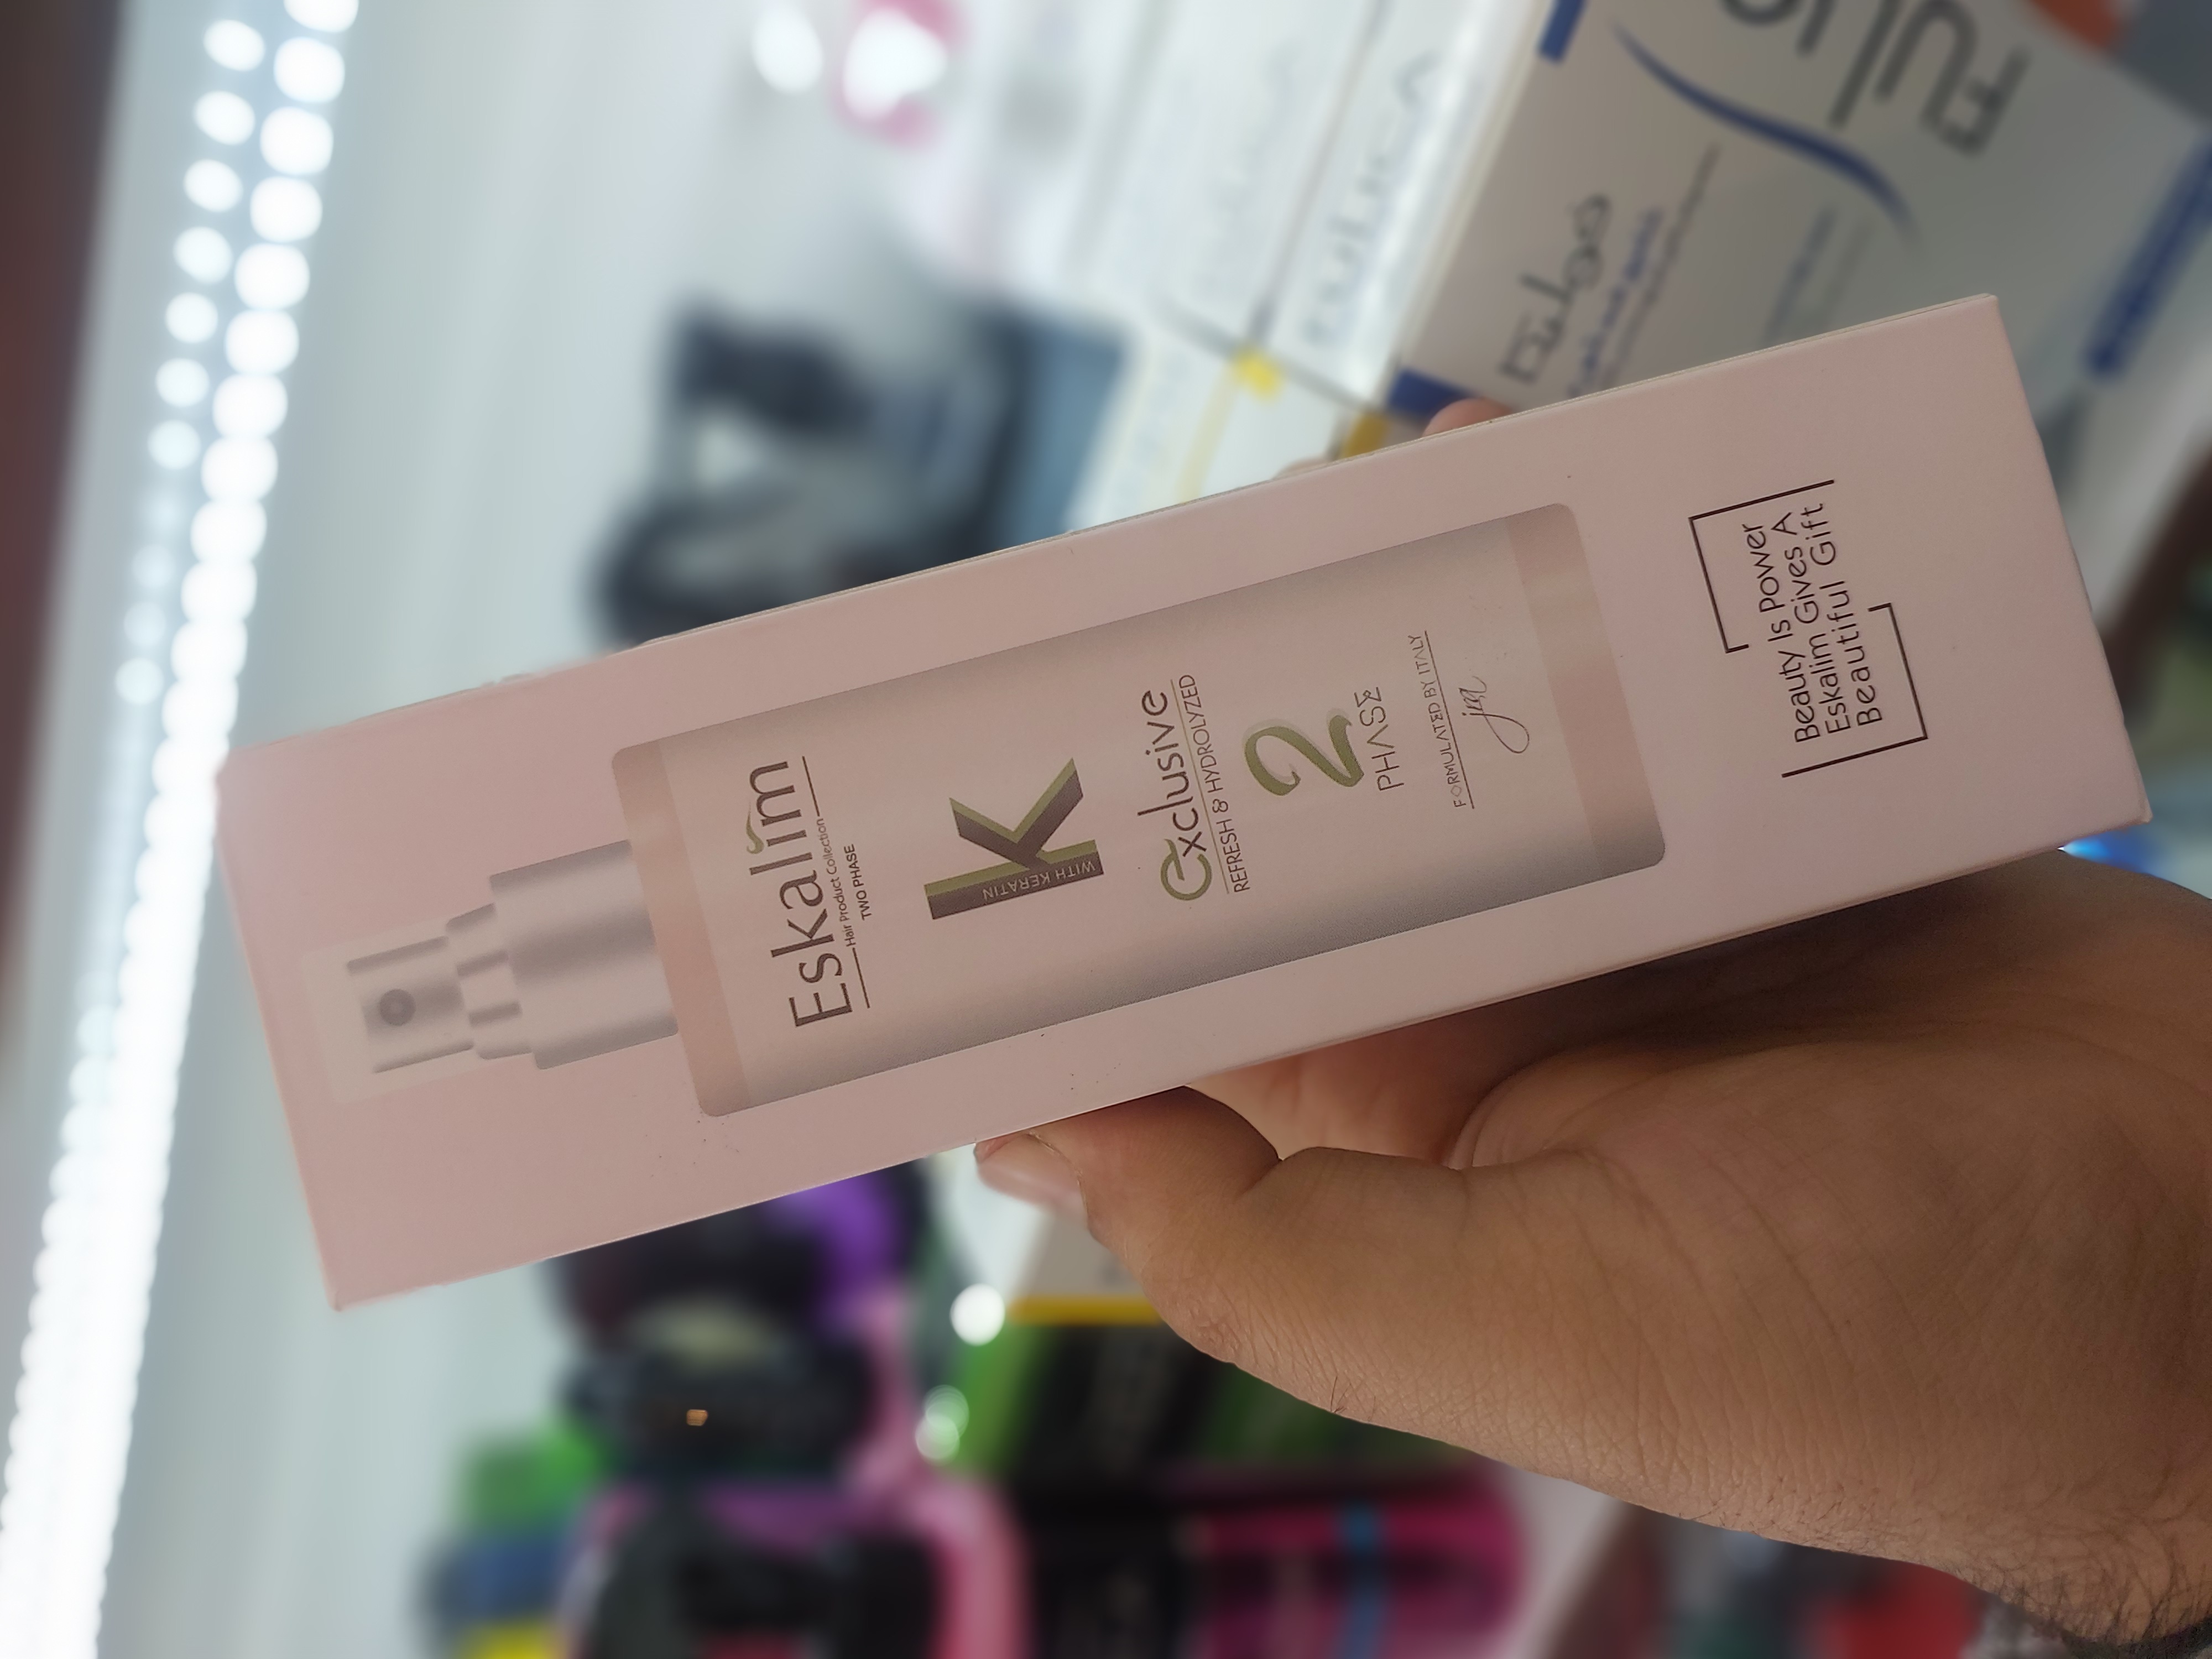 Eskalim
Hair Product Collection
TWO PHASE
K
WITH KERATIN
exclusive
REFRESH & HYDROLYZED
2
PHASE
FORMULATED BY ITALY
Beauty Is Power
Eskalim Gives A
Beautiful Gift
فولیتا